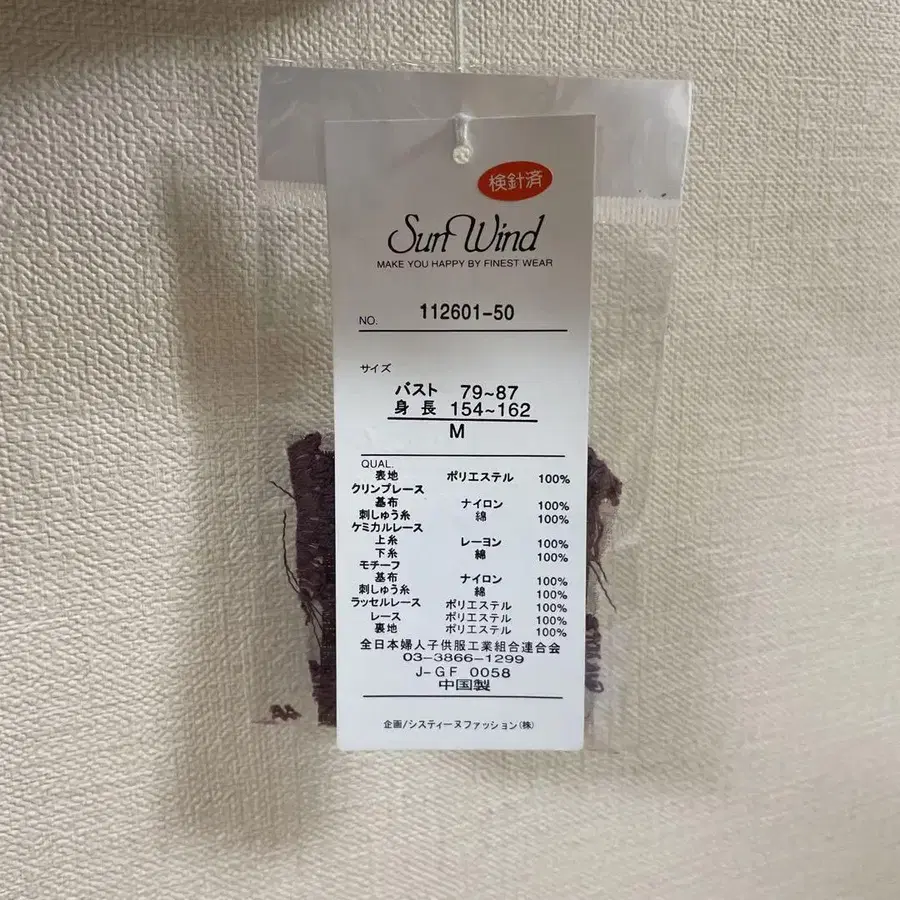 検針済
Surf Wind
MAKE YOU HAPPY BY FINEST WEAR
NO. 112601-50
サイズ
バスト 79~87
身長 154~162
M
QUAL.
表地 ポリエステル 100%
クリンプレース
基布 ナイロン 100%
刺しゅう糸 綿 100%
ケミカルレース
上糸 レーヨン 100%
下糸 綿 100%
モチーフ
基布 ナイロン 100%
刺しゅう糸 綿 100%
ラッセルレース ポリエステル 100%
レース ポリエステル 100%
裏地 ポリエステル 100%
全日本婦人子供服工業組合連合会
03-3866-1299
J-GF 0058
中国製
企画/システィーヌファッション(株)